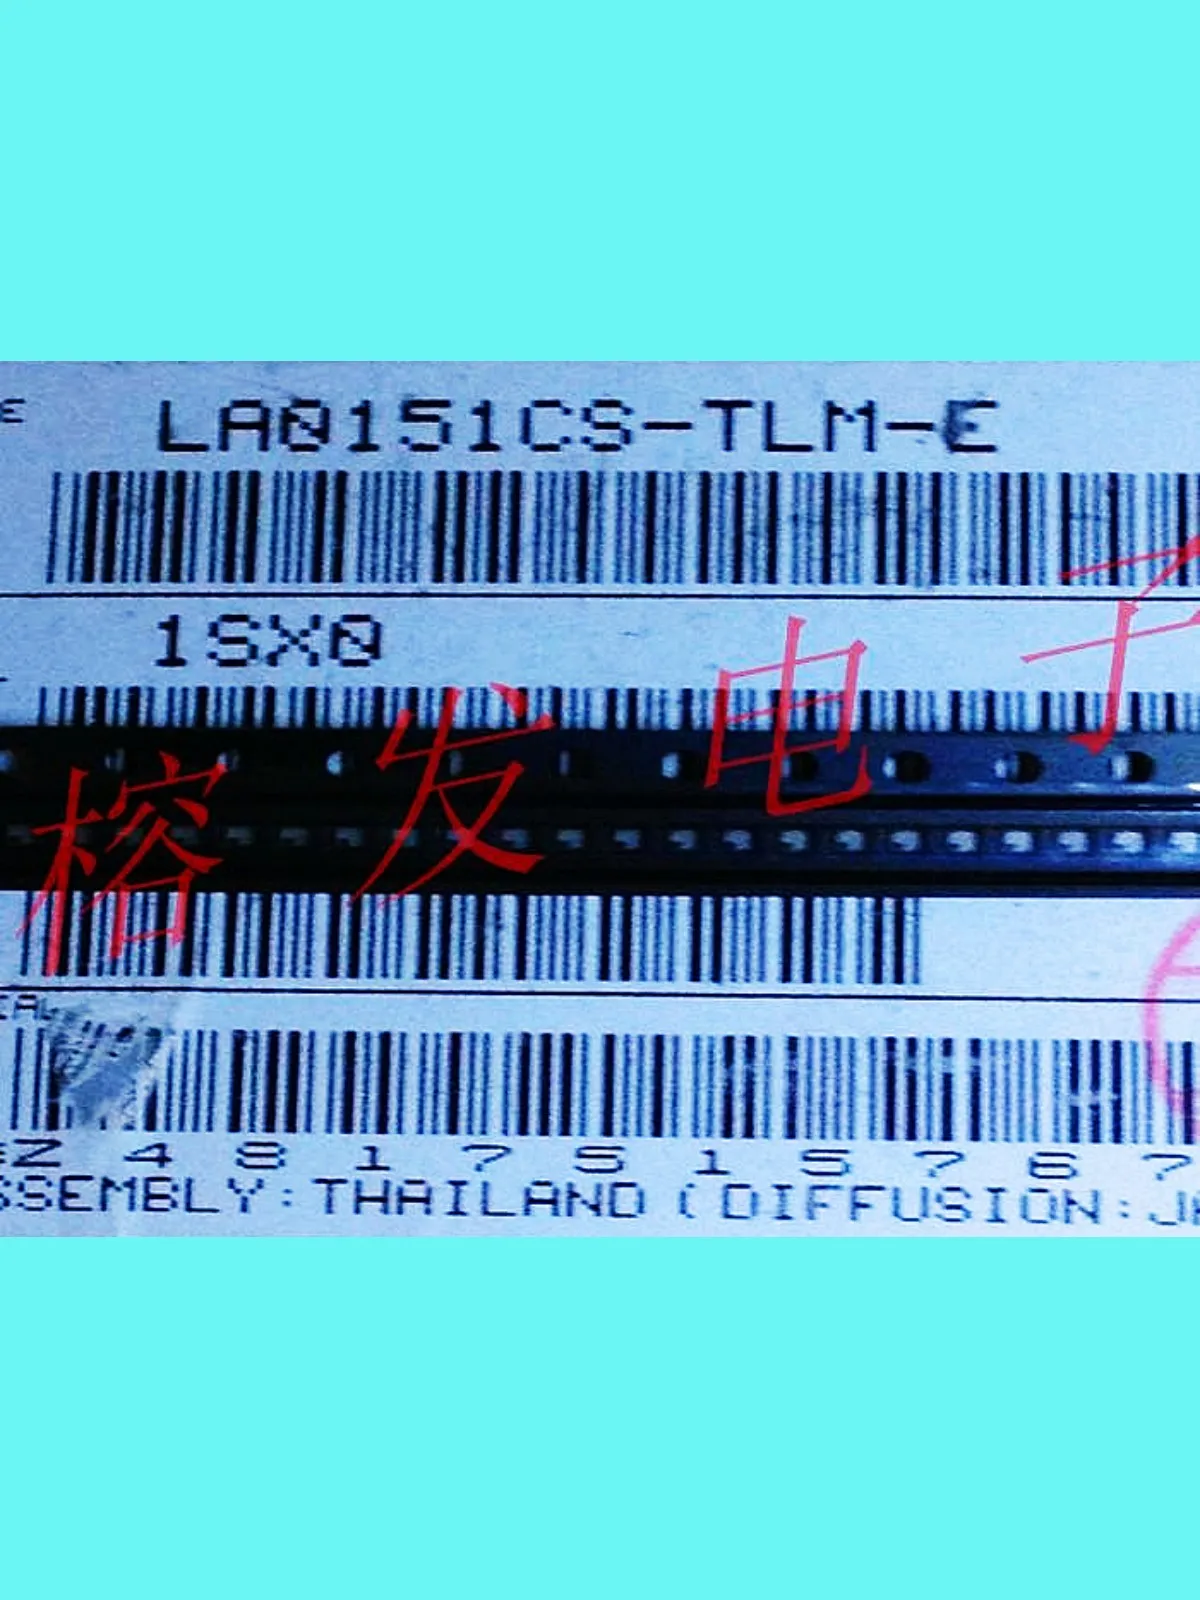 E
LA0151CS-TLM-E
1SX0
榕发电子
Z 4 8 1 7 5 1 5 7 6 7
SSEMBLY:THAILAND (DIFFUSION:J